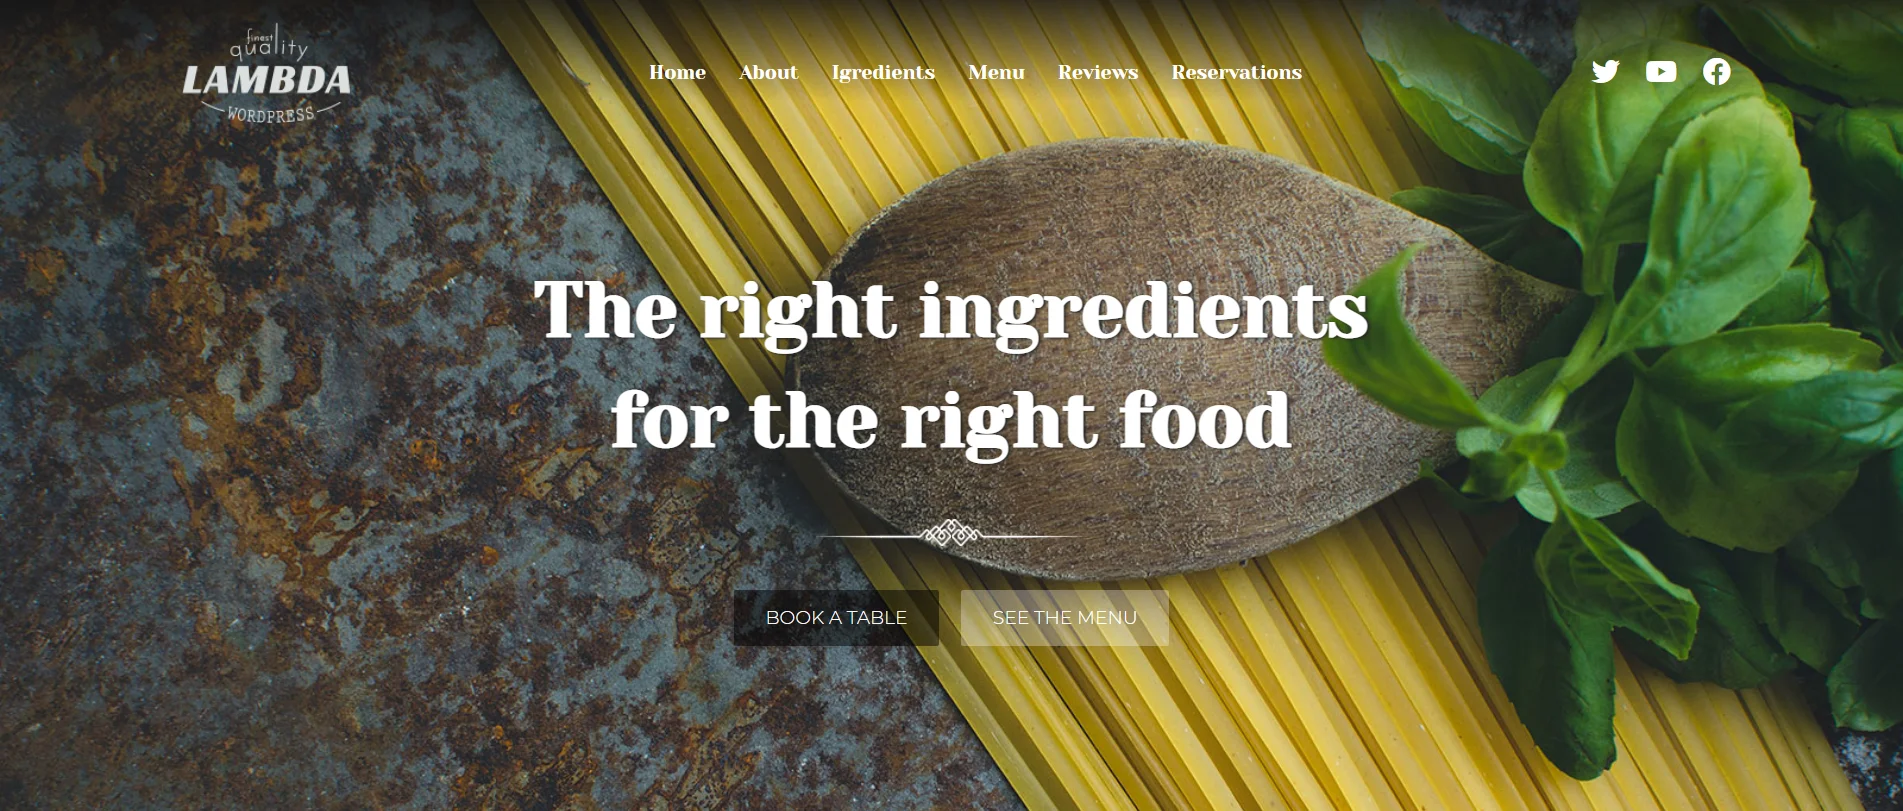 finest
quality
LAMBDA
WORDPRESS
Home About Igredients Menu Reviews Reservations
The right ingredients
for the right food
BOOK A TABLE SEE THE MENU